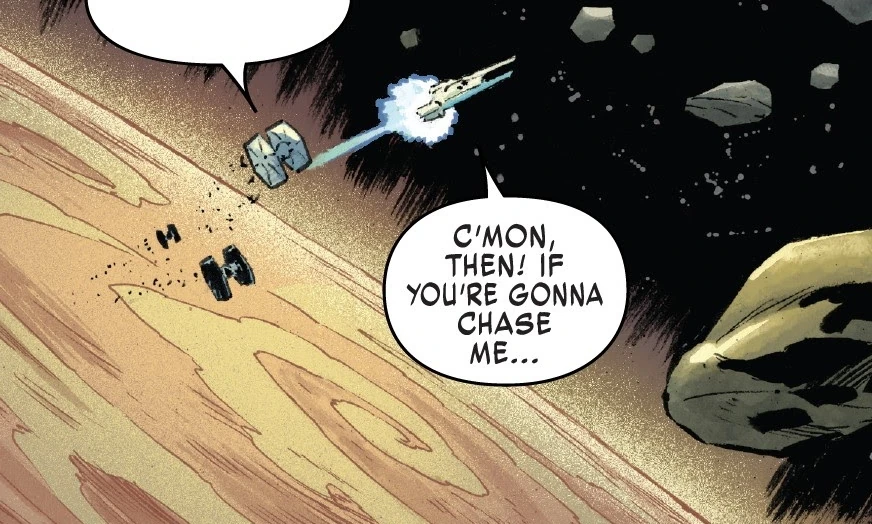 C'MON,
THEN! IF
YOU'RE GONNA
CHASE
ME...